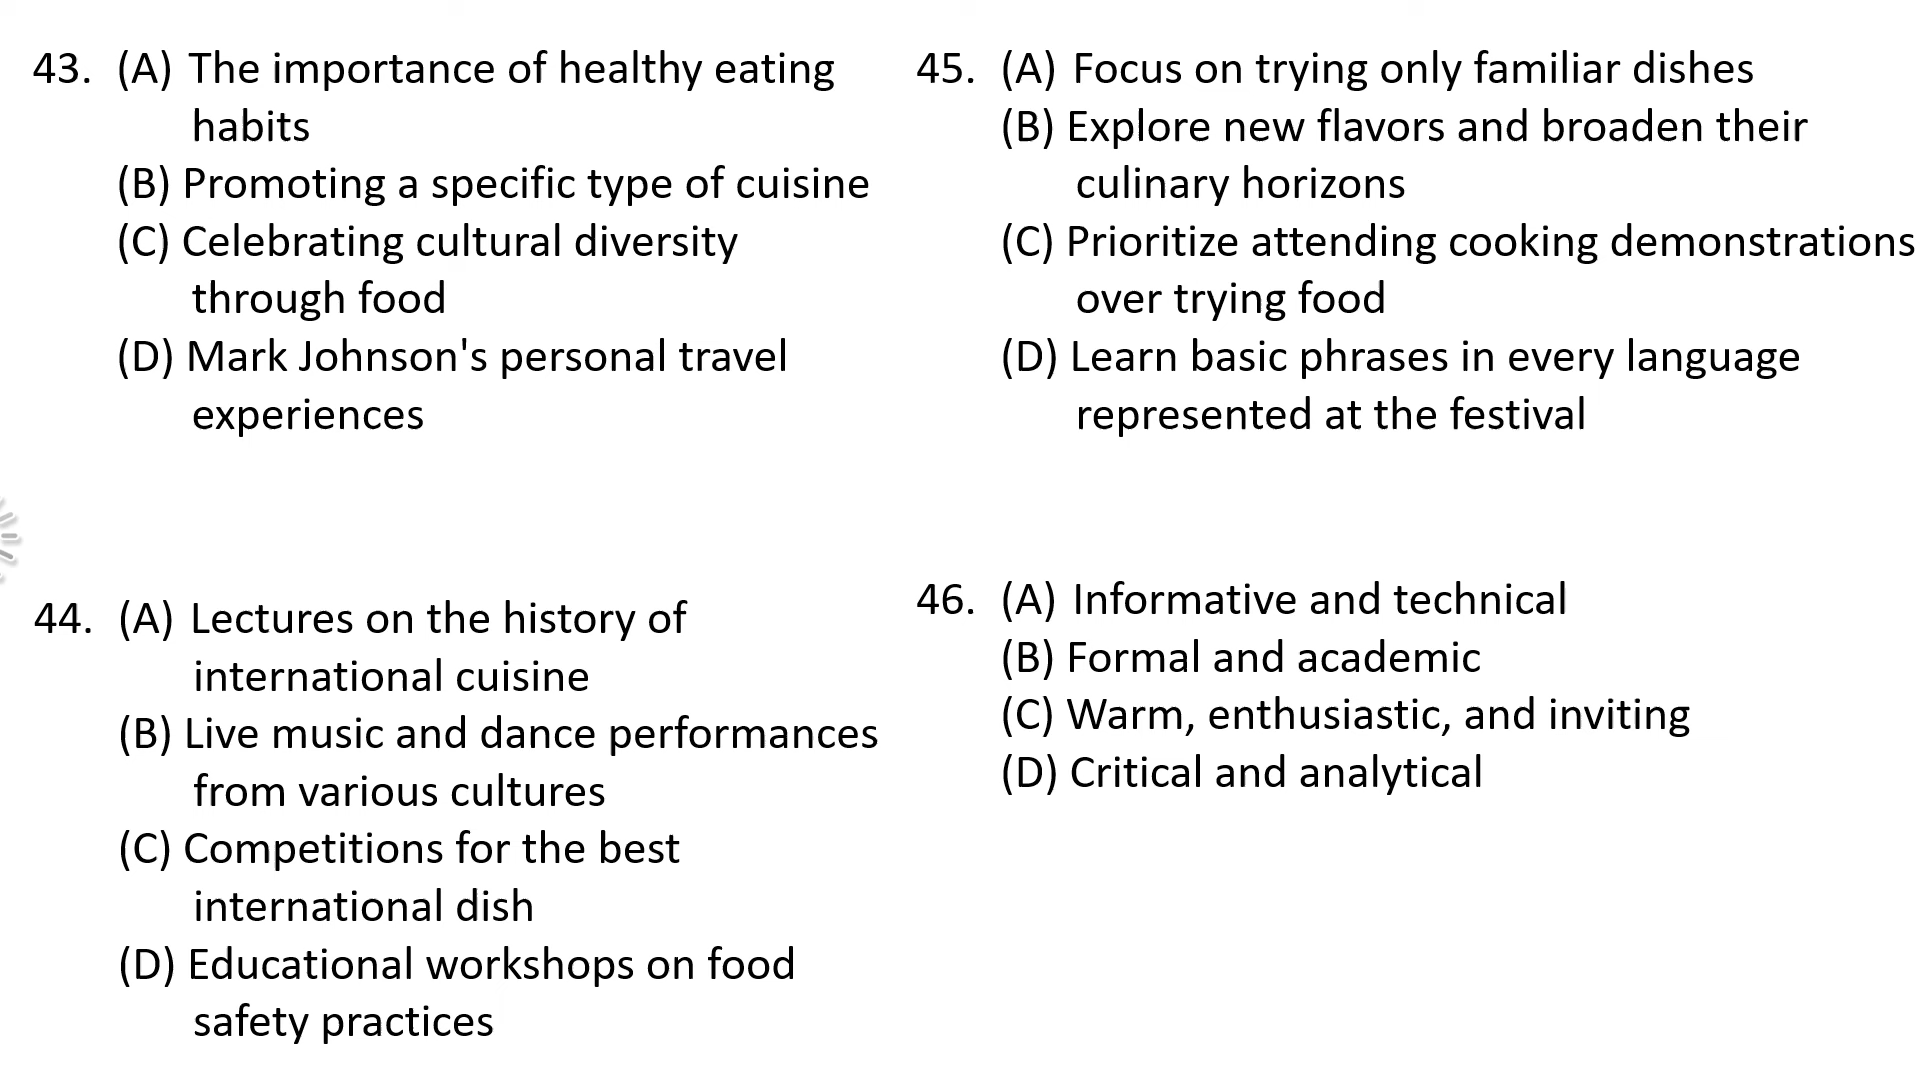 43. (A) The importance of healthy eating
habits
(B) Promoting a specific type of cuisine
(C) Celebrating cultural diversity
through food
(D) Mark Johnson's personal travel
experiences
44. (A) Lectures on the history of
international cuisine
(B) Live music and dance performances
from various cultures
(C) Competitions for the best
international dish
(D) Educational workshops on food
safety practices
45. (A) Focus on trying only familiar dishes
(B) Explore new flavors and broaden their
culinary horizons
(C) Prioritize attending cooking demonstrations
over trying food
(D) Learn basic phrases in every language
represented at the festival
46. (A) Informative and technical
(B) Formal and academic
(C) Warm, enthusiastic, and inviting
(D) Critical and analytical